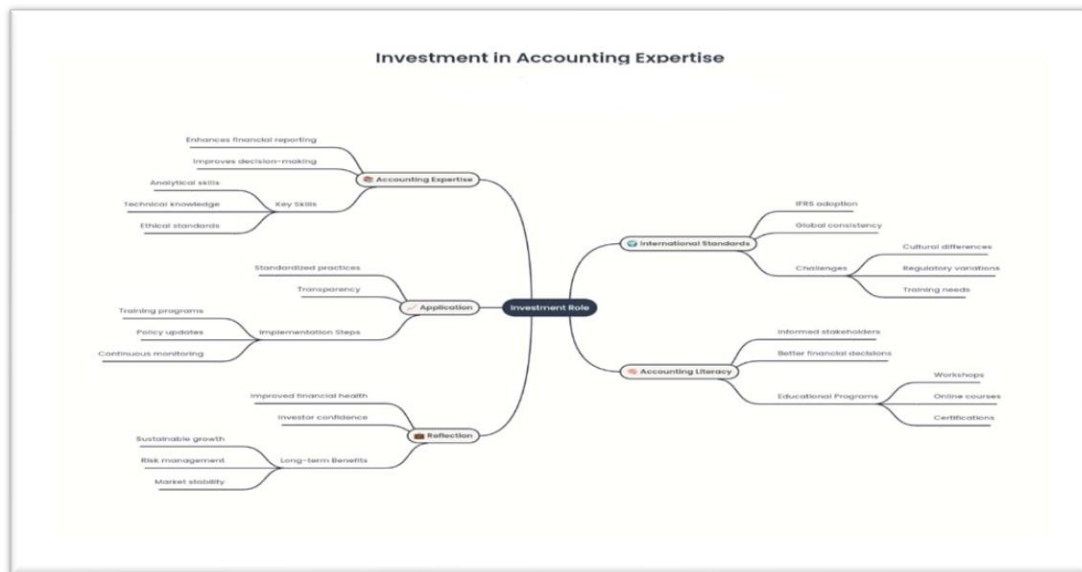 Investment in Accounting Expertise
Enhances financial reporting
Improves decision-making
Accounting Expertise
Analytical skills
Technical knowledge
Key Skills
Ethical standards
Standardized practices
Transparency
Application
Training programs
Policy updates
Implementation Steps
Continuous monitoring
Improved financial health
Investor confidence
Reflection
Sustainable growth
Risk management
Long-term Benefits
Market stability
Investment Role
IFRS adoption
Global consistency
International Standards
Cultural differences
Challenges
Regulatory variations
Training needs
Informed stakeholders
Better financial decisions
Accounting Literacy
Workshops
Educational Programs
Online courses
Certifications